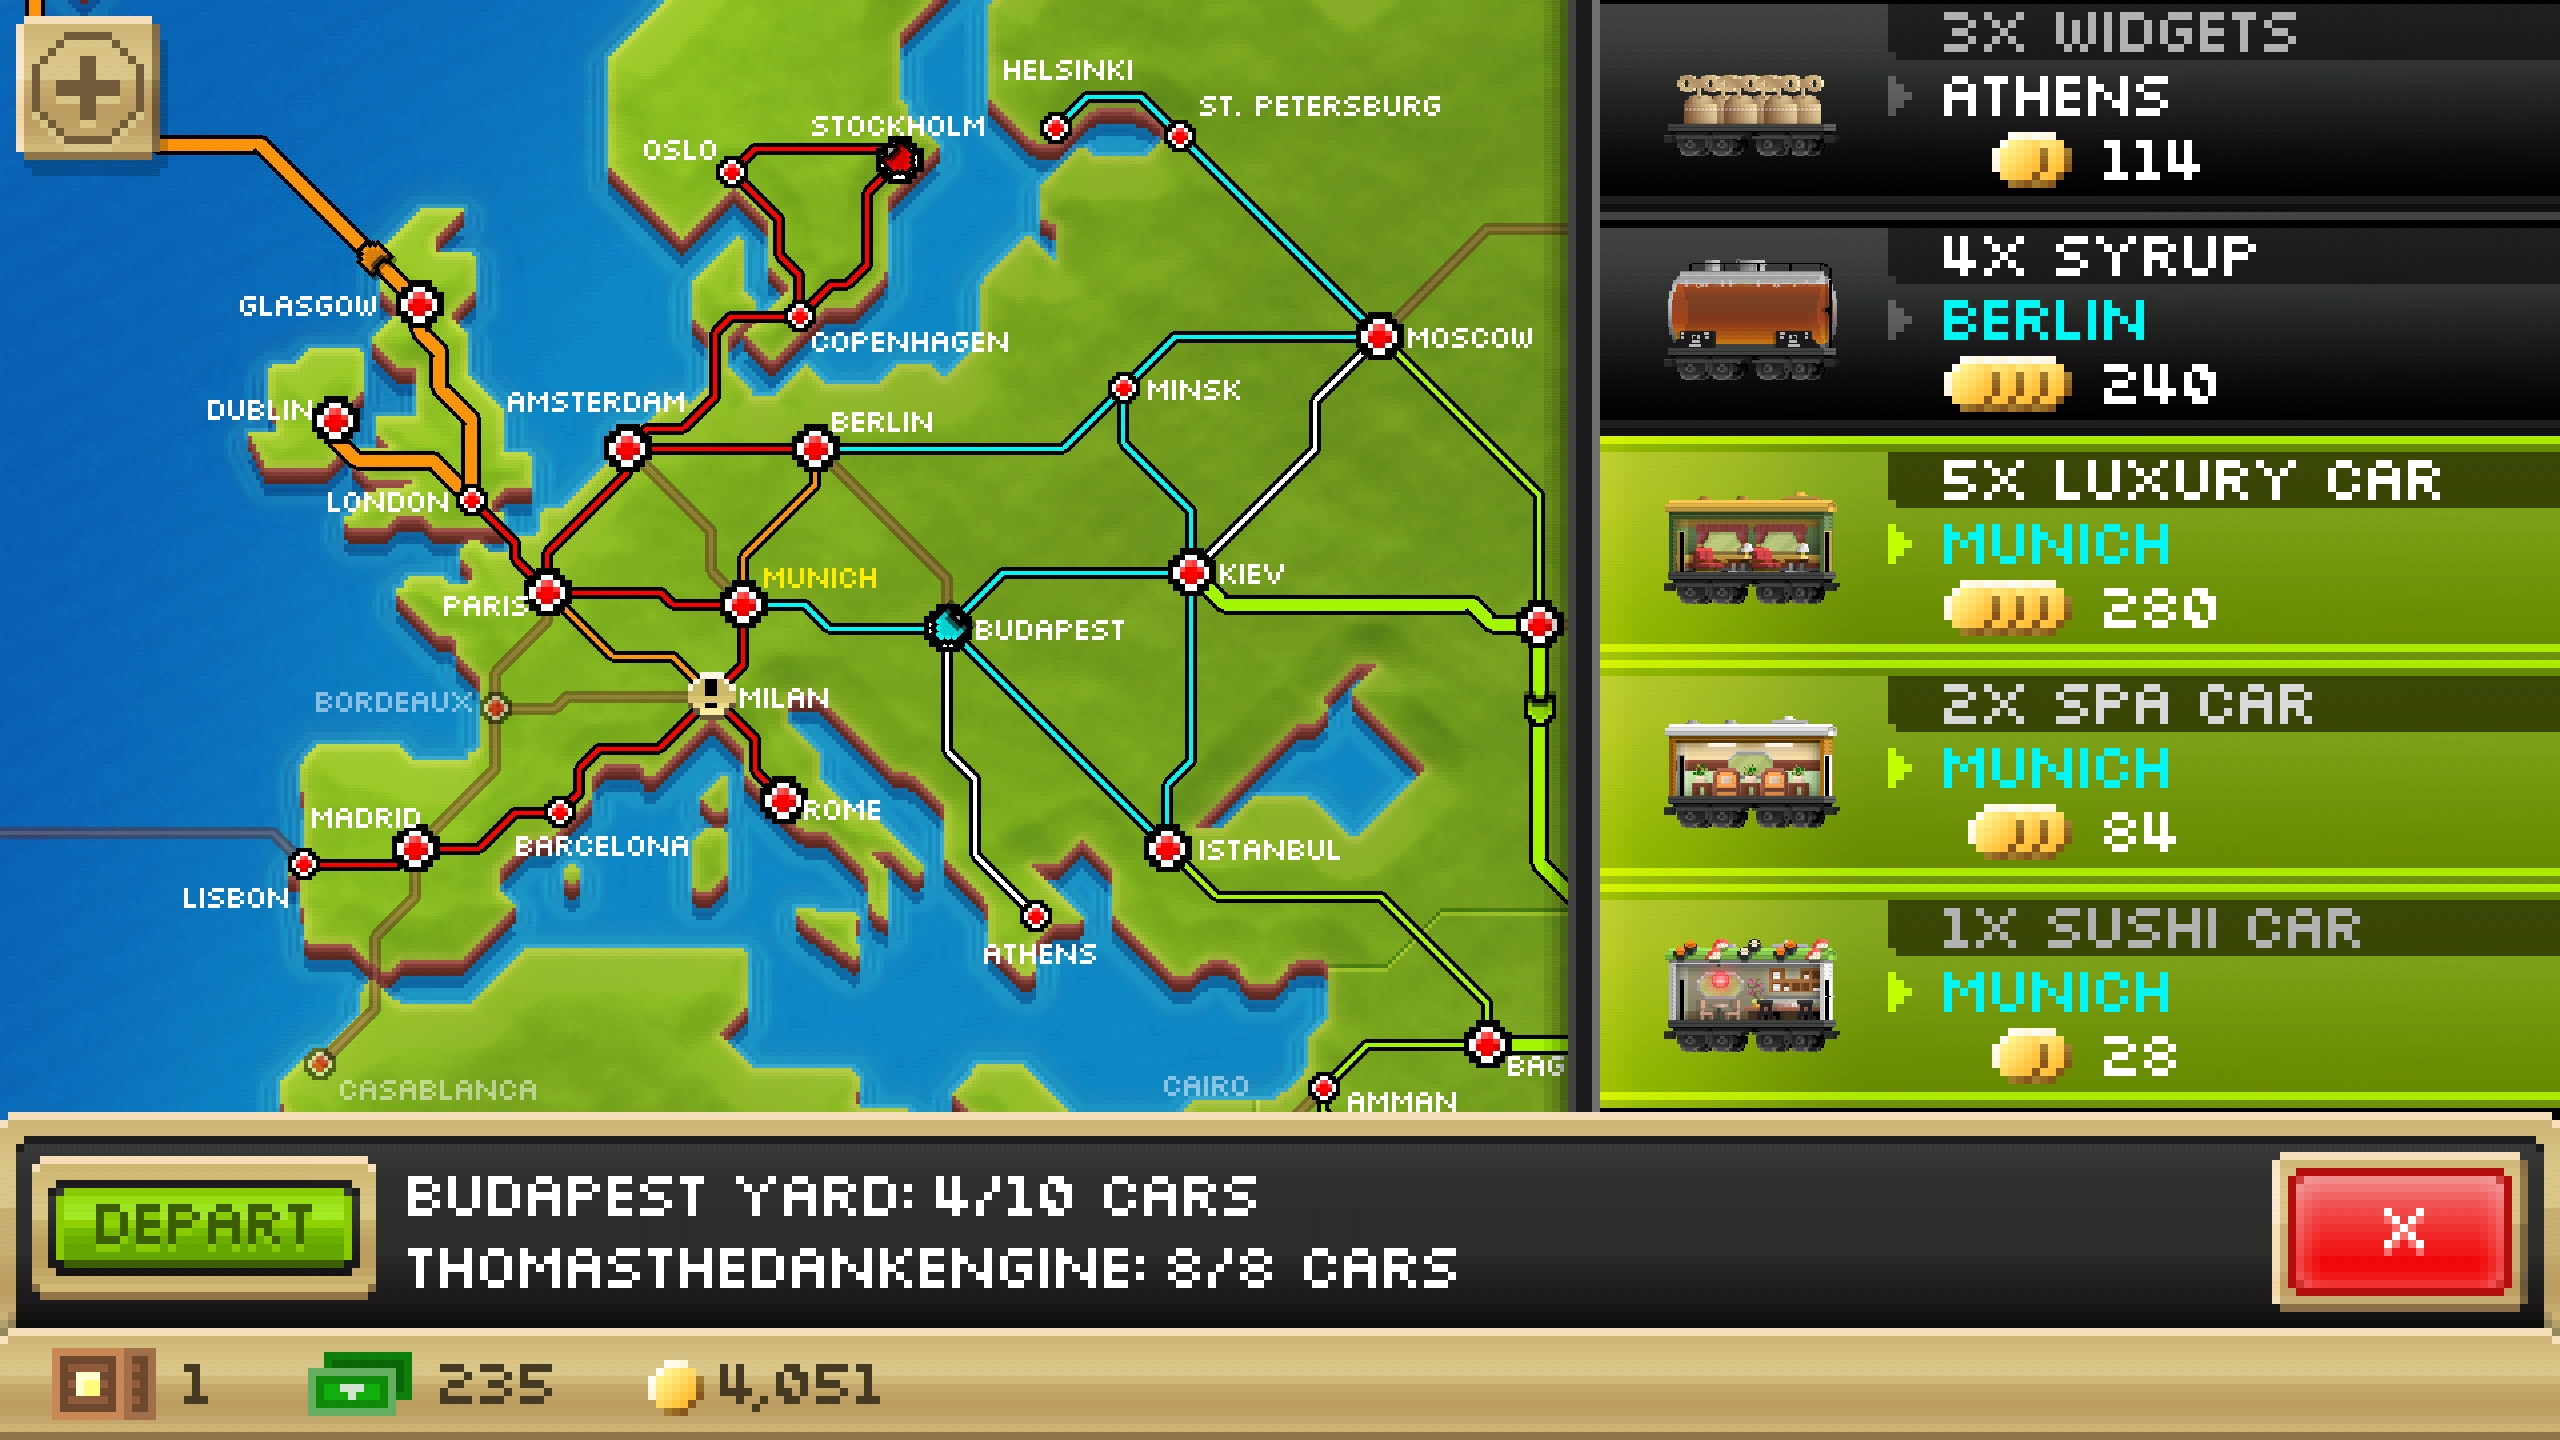 HELSINKI
ST. PETERSBURG
STOCKHOLM
OSLO
GLASGOW
COPENHAGEN
MOSCOW
MINSK
AMSTERDAM
DUBLIN
BERLIN
LONDON
MUNICH
KIEV
PARIS
BUDAPEST
BORDEAUX
MILAN
MADRID
ROME
BARCELONA
ISTANBUL
LISBON
ATHENS
CASABLANCA
CAIRO
BAG
AMMAN
3X WIDGETS
ATHENS
114
4X SYRUP
BERLIN
240
5X LUXURY CAR
MUNICH
280
2X SPA CAR
MUNICH
84
1X SUSHI CAR
MUNICH
28
DEPART
BUDAPEST YARD: 4/10 CARS
THOMASTHEDANKENGINE: 8/8 CARS
X
1
235
4,051